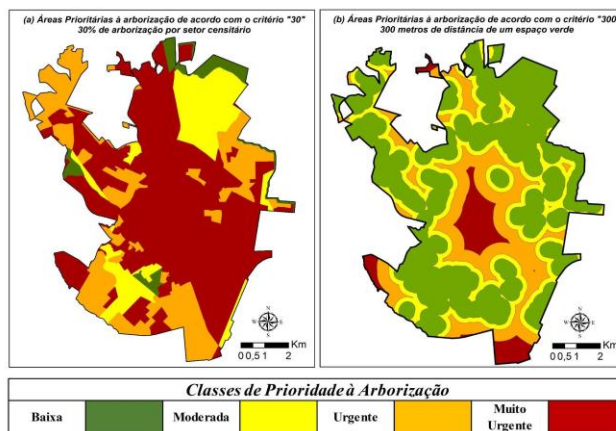 (a) Áreas Prioritárias à arborização de acordo com o critério "30"
30% de arborização por setor censitário
(b) Áreas Prioritárias à arborização de acordo com o critério "300"
300 metros de distância de um espaço verde
N
W E
S
Km
0 0,5 1 2
N
W E
S
Km
0 0,5 1 2
Classes de Prioridade à Arborização
Baixa Moderada Urgente Muito Urgente